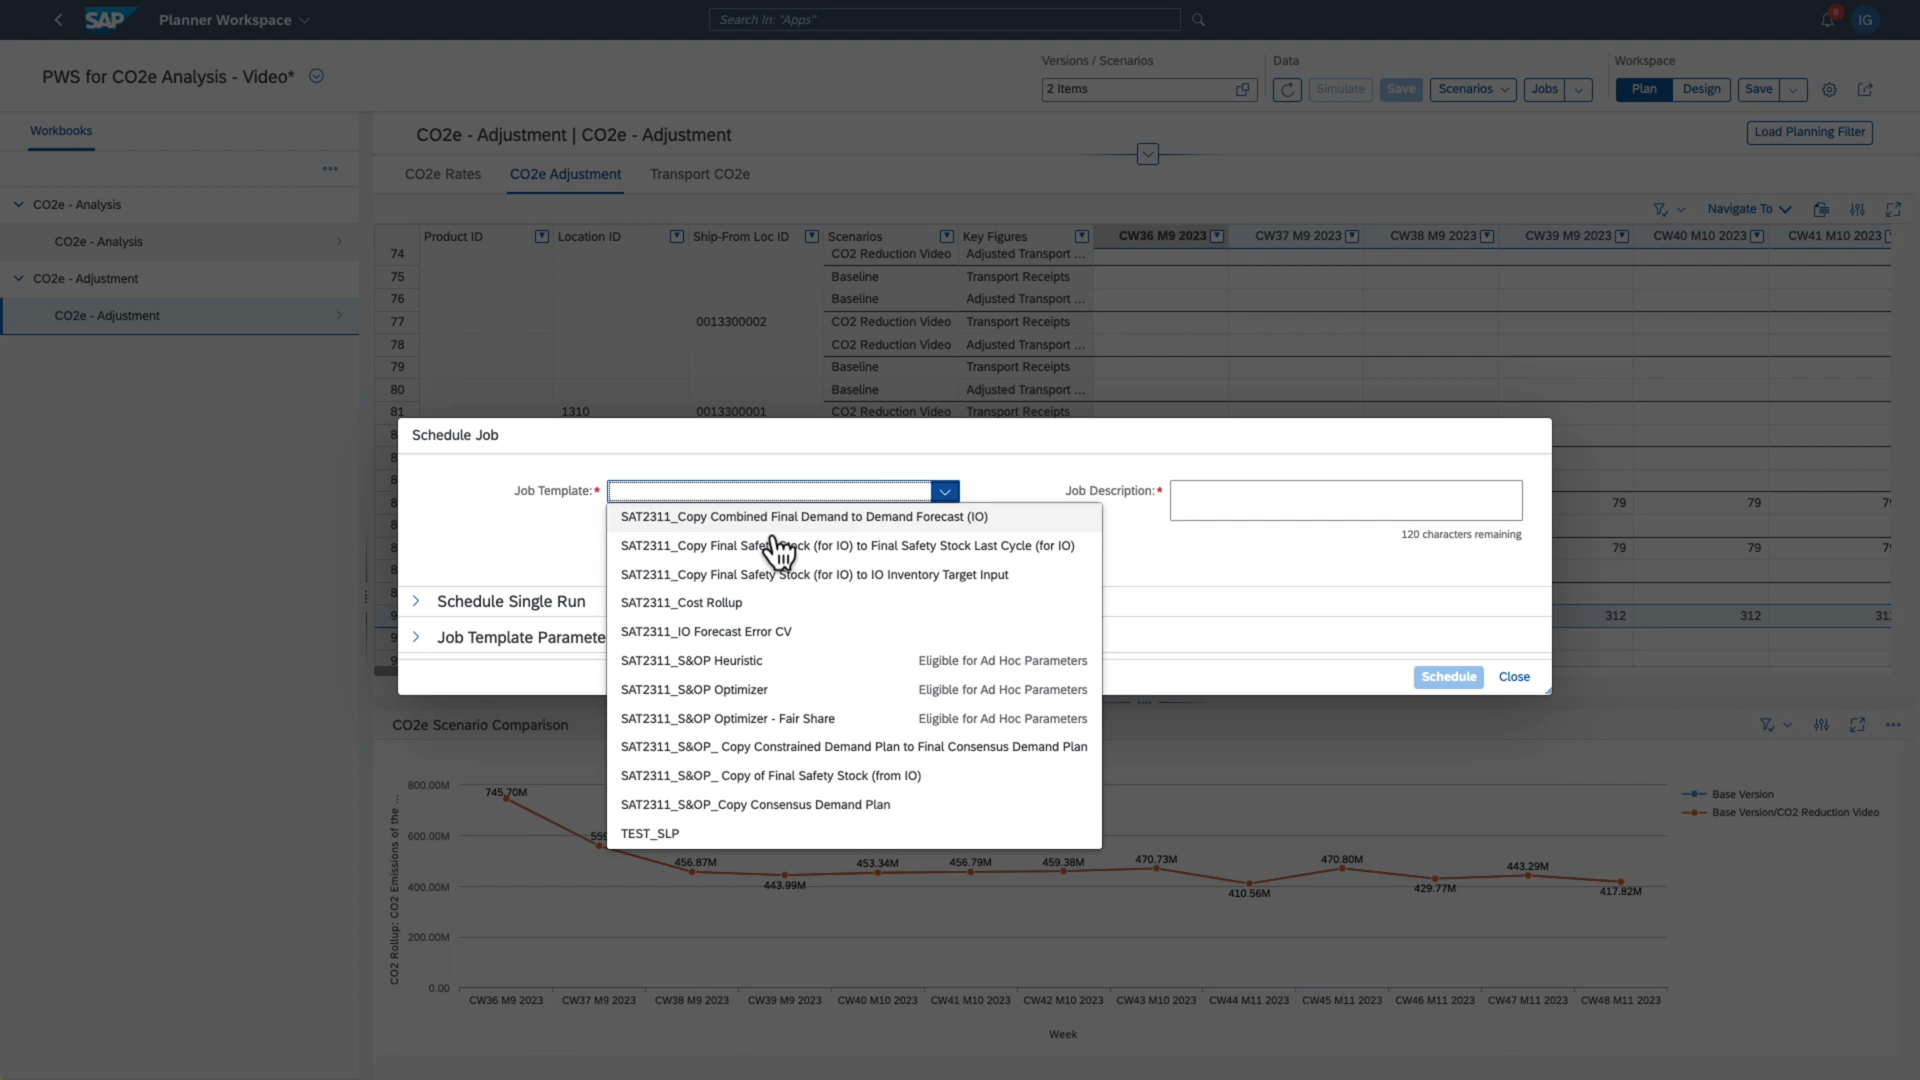 SAP
Planner Workspace
Search In: "Apps"
8
IG
PWS for CO2e Analysis - Video*
Versions / Scenarios
2 Items
Data
Simulate
Save
Scenarios
Jobs
Workspace
Plan
Design
Save
Workbooks
CO2e - Analysis
CO2e - Analysis
CO2e - Adjustment
CO2e - Adjustment
CO2e - Adjustment | CO2e - Adjustment
Load Planning Filter
CO2e Rates
CO2e Adjustment
Transport CO2e
Navigate To
Product ID Location ID Ship-From Loc ID Scenarios Key Figures CW36 M9 2023 CW37 M9 2023 CW38 M9 2023 CW39 M9 2023 CW40 M10 2023 CW41 M10 2023
74 CO2 Reduction Video Adjusted Transport ...
75 Baseline Transport Receipts
76 Baseline Adjusted Transport ...
77 0013300002 CO2 Reduction Video Transport Receipts
78 CO2 Reduction Video Adjusted Transport ...
79 Baseline Transport Receipts
80 Baseline Adjusted Transport ...
81 1310 0013300001 CO2 Reduction Video Transport Receipts
79 79
79 79
312 312
Schedule Job
Job Template:*
Job Description:*
120 characters remaining
SAT2311_Copy Combined Final Demand to Demand Forecast (IO)
SAT2311_Copy Final Safety Stock (for IO) to Final Safety Stock Last Cycle (for IO)
SAT2311_Copy Final Safety Stock (for IO) to IO Inventory Target Input
SAT2311_Cost Rollup
SAT2311_IO Forecast Error CV
SAT2311_S&OP Heuristic Eligible for Ad Hoc Parameters
SAT2311_S&OP Optimizer Eligible for Ad Hoc Parameters
SAT2311_S&OP Optimizer - Fair Share Eligible for Ad Hoc Parameters
SAT2311_S&OP_ Copy Constrained Demand Plan to Final Consensus Demand Plan
SAT2311_S&OP_ Copy of Final Safety Stock (from IO)
SAT2311_S&OP_Copy Consensus Demand Plan
TEST_SLP
Schedule Single Run
Job Template Paramete
Schedule
Close
CO2e Scenario Comparison
CO2 Rollup: CO2 Emissions of the ...
800.00M
600.00M
400.00M
200.00M
0.00
745.70M
456.87M
443.99M
453.34M
456.79M
459.38M
470.73M
410.56M
470.80M
429.77M
443.29M
417.82M
Base Version
Base Version/CO2 Reduction Video
CW36 M9 2023 CW37 M9 2023 CW38 M9 2023 CW39 M9 2023 CW40 M10 2023 CW41 M10 2023 CW42 M10 2023 CW43 M10 2023 CW44 M11 2023 CW45 M11 2023 CW46 M11 2023 CW47 M11 2023 CW48 M11 2023
Week